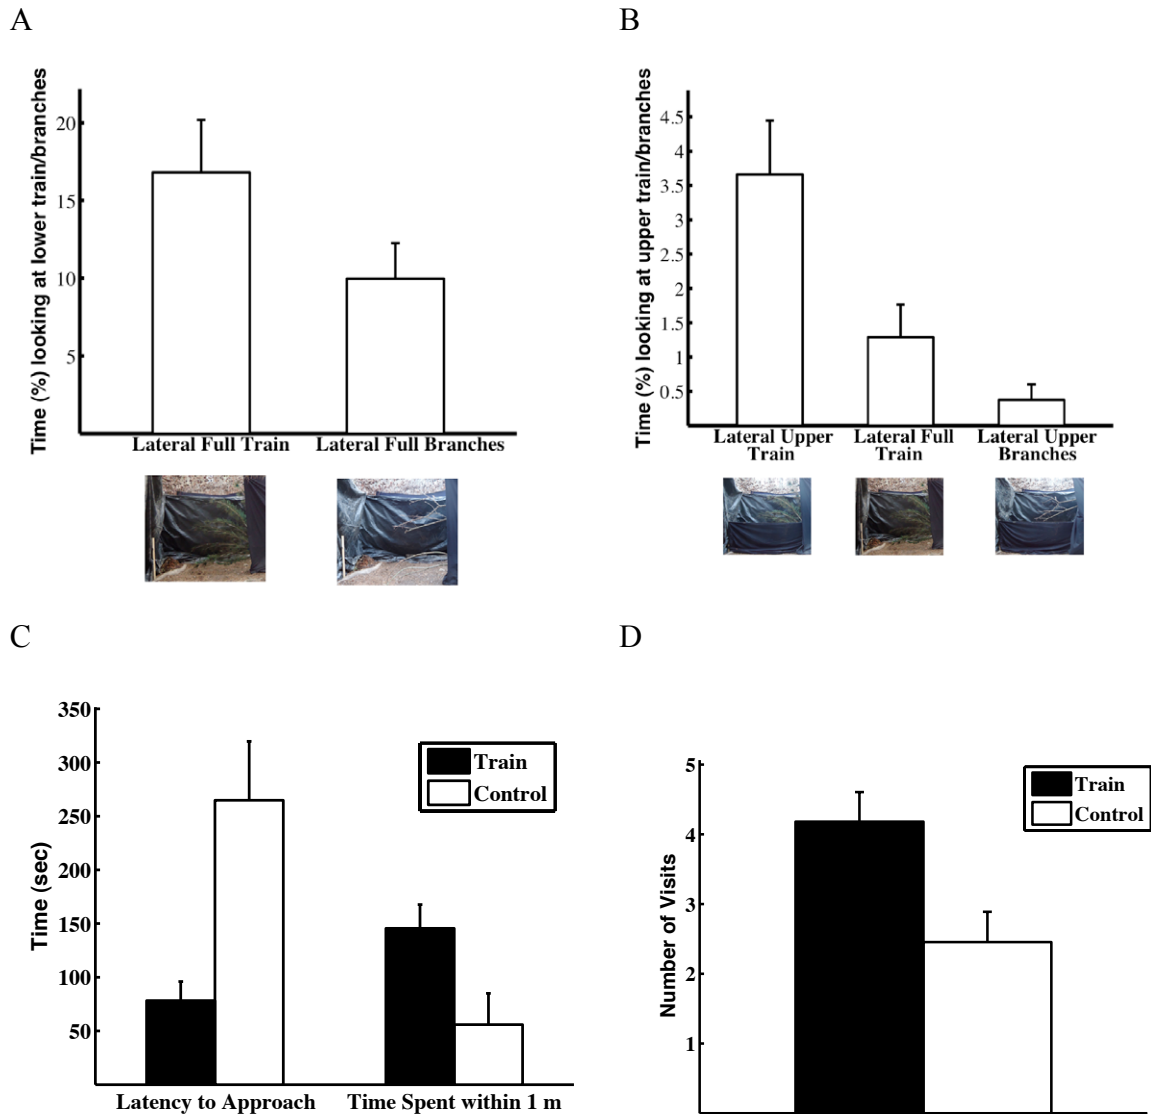 A
Time (%) looking at lower train/branches
20
15
10
5
Lateral Full Train
Lateral Full Branches
B
Time (%) looking at upper train/branches
4.5
4
3.5
3
2.5
2
1.5
1
0.5
Lateral Upper
Train
Lateral Full
Train
Lateral Upper
Branches
C
Time (sec)
350
300
250
200
150
100
50
Train
Control
Latency to Approach
Time Spent within 1 m
D
Number of Visits
5
4
3
2
1
Train
Control